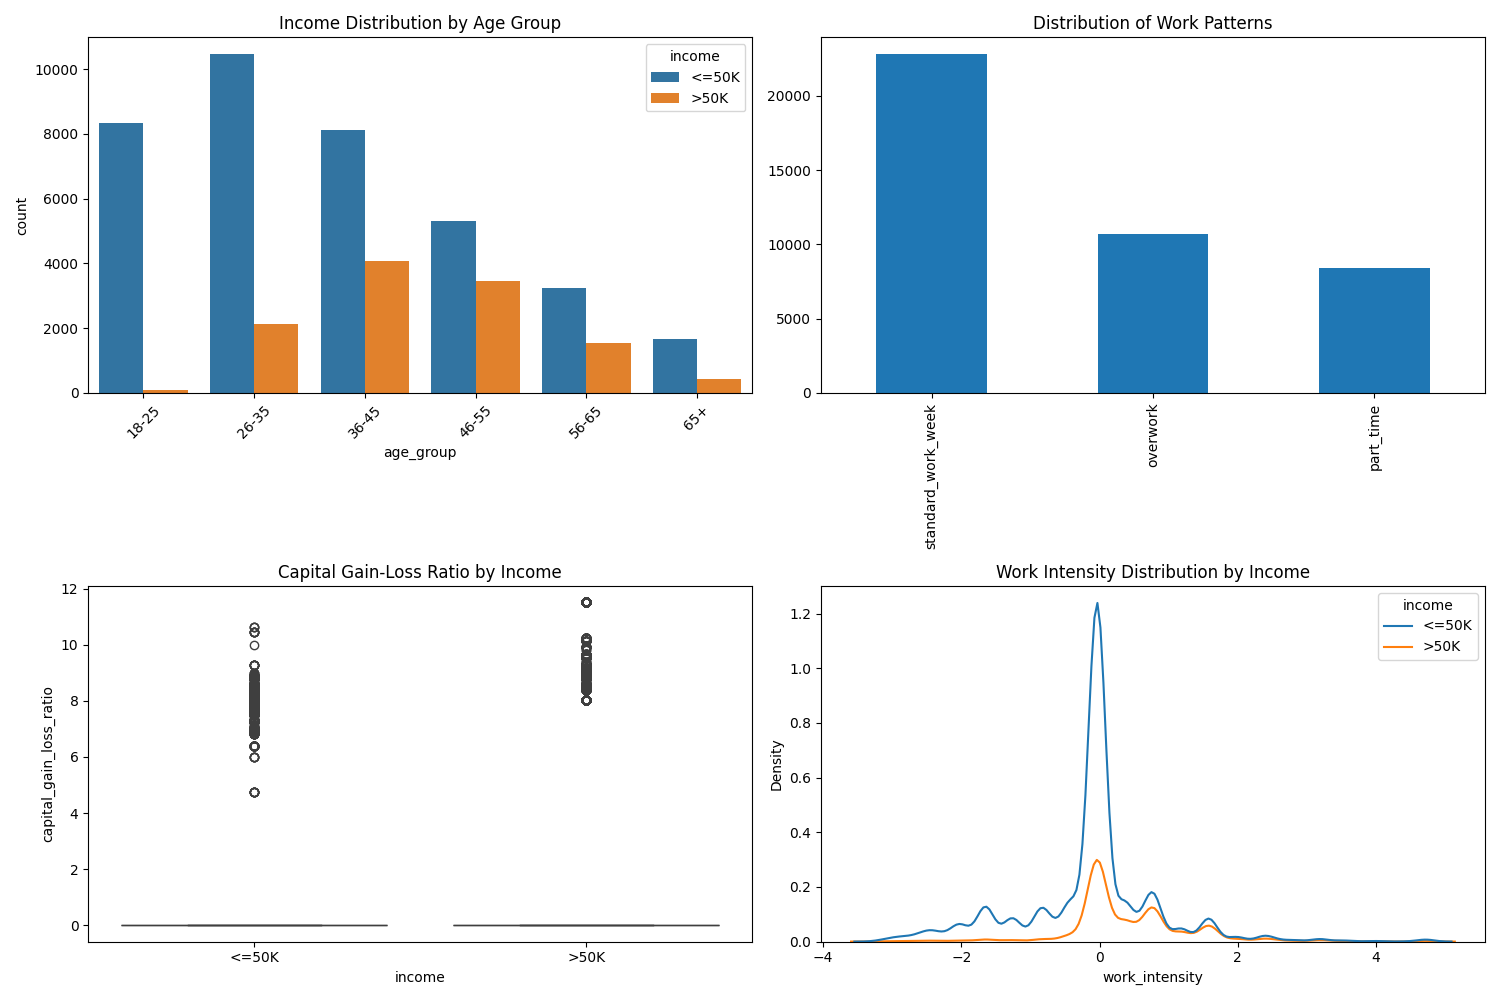 Income Distribution by Age Group
income
<=50K
>50K
count
10000
8000
6000
4000
2000
0
18-25
26-35
36-45
46-55
56-65
65+
age_group
Distribution of Work Patterns
20000
15000
10000
5000
0
standard_work_week
overwork
part_time
Capital Gain-Loss Ratio by Income
capital_gain_loss_ratio
12
10
8
6
4
2
0
<=50K
>50K
income
Work Intensity Distribution by Income
income
<=50K
>50K
Density
1.2
1.0
0.8
0.6
0.4
0.2
0.0
−4
−2
0
2
4
work_intensity